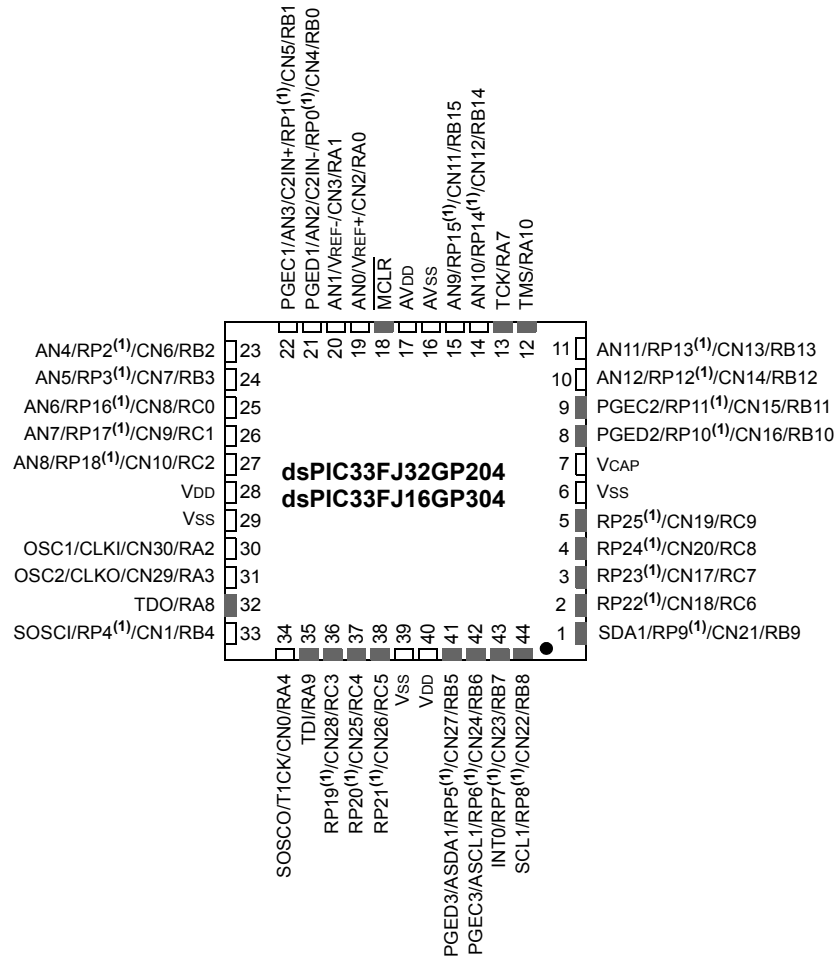 PGEC1/AN3/C2IN+/RP1(1)/CN5/RB1
PGED1/AN2/C2IN-/RP0(1)/CN4/RB0
AN1/VREF-/CN3/RA1
AN0/VREF+/CN2/RA0
MCLR
AVDD
AVSS
AN9/RP15(1)/CN11/RB15
AN10/RP14(1)/CN12/RB14
TCK/RA7
TMS/RA10
22 21 20 19 18 17 16 15 14 13 12
AN4/RP2(1)/CN6/RB2 23
AN5/RP3(1)/CN7/RB3 24
AN6/RP16(1)/CN8/RC0 25
AN7/RP17(1)/CN9/RC1 26
AN8/RP18(1)/CN10/RC2 27
VDD 28
VSS 29
OSC1/CLKI/CN30/RA2 30
OSC2/CLKO/CN29/RA3 31
TDO/RA8 32
SOSCI/RP4(1)/CN1/RB4 33
dsPIC33FJ32GP204
dsPIC33FJ16GP304
11 AN11/RP13(1)/CN13/RB13
10 AN12/RP12(1)/CN14/RB12
9 PGEC2/RP11(1)/CN15/RB11
8 PGED2/RP10(1)/CN16/RB10
7 VCAP
6 VSS
5 RP25(1)/CN19/RC9
4 RP24(1)/CN20/RC8
3 RP23(1)/CN17/RC7
2 RP22(1)/CN18/RC6
1 SDA1/RP9(1)/CN21/RB9
34 35 36 37 38 39 40 41 42 43 44
SOSCO/T1CK/CN0/RA4
TDI/RA9
RP19(1)/CN28/RC3
RP20(1)/CN25/RC4
RP21(1)/CN26/RC5
VSS
VDD
PGED3/ASDA1/RP5(1)/CN27/RB5
PGEC3/ASCL1/RP6(1)/CN24/RB6
INT0/RP7(1)/CN23/RB7
SCL1/RP8(1)/CN22/RB8